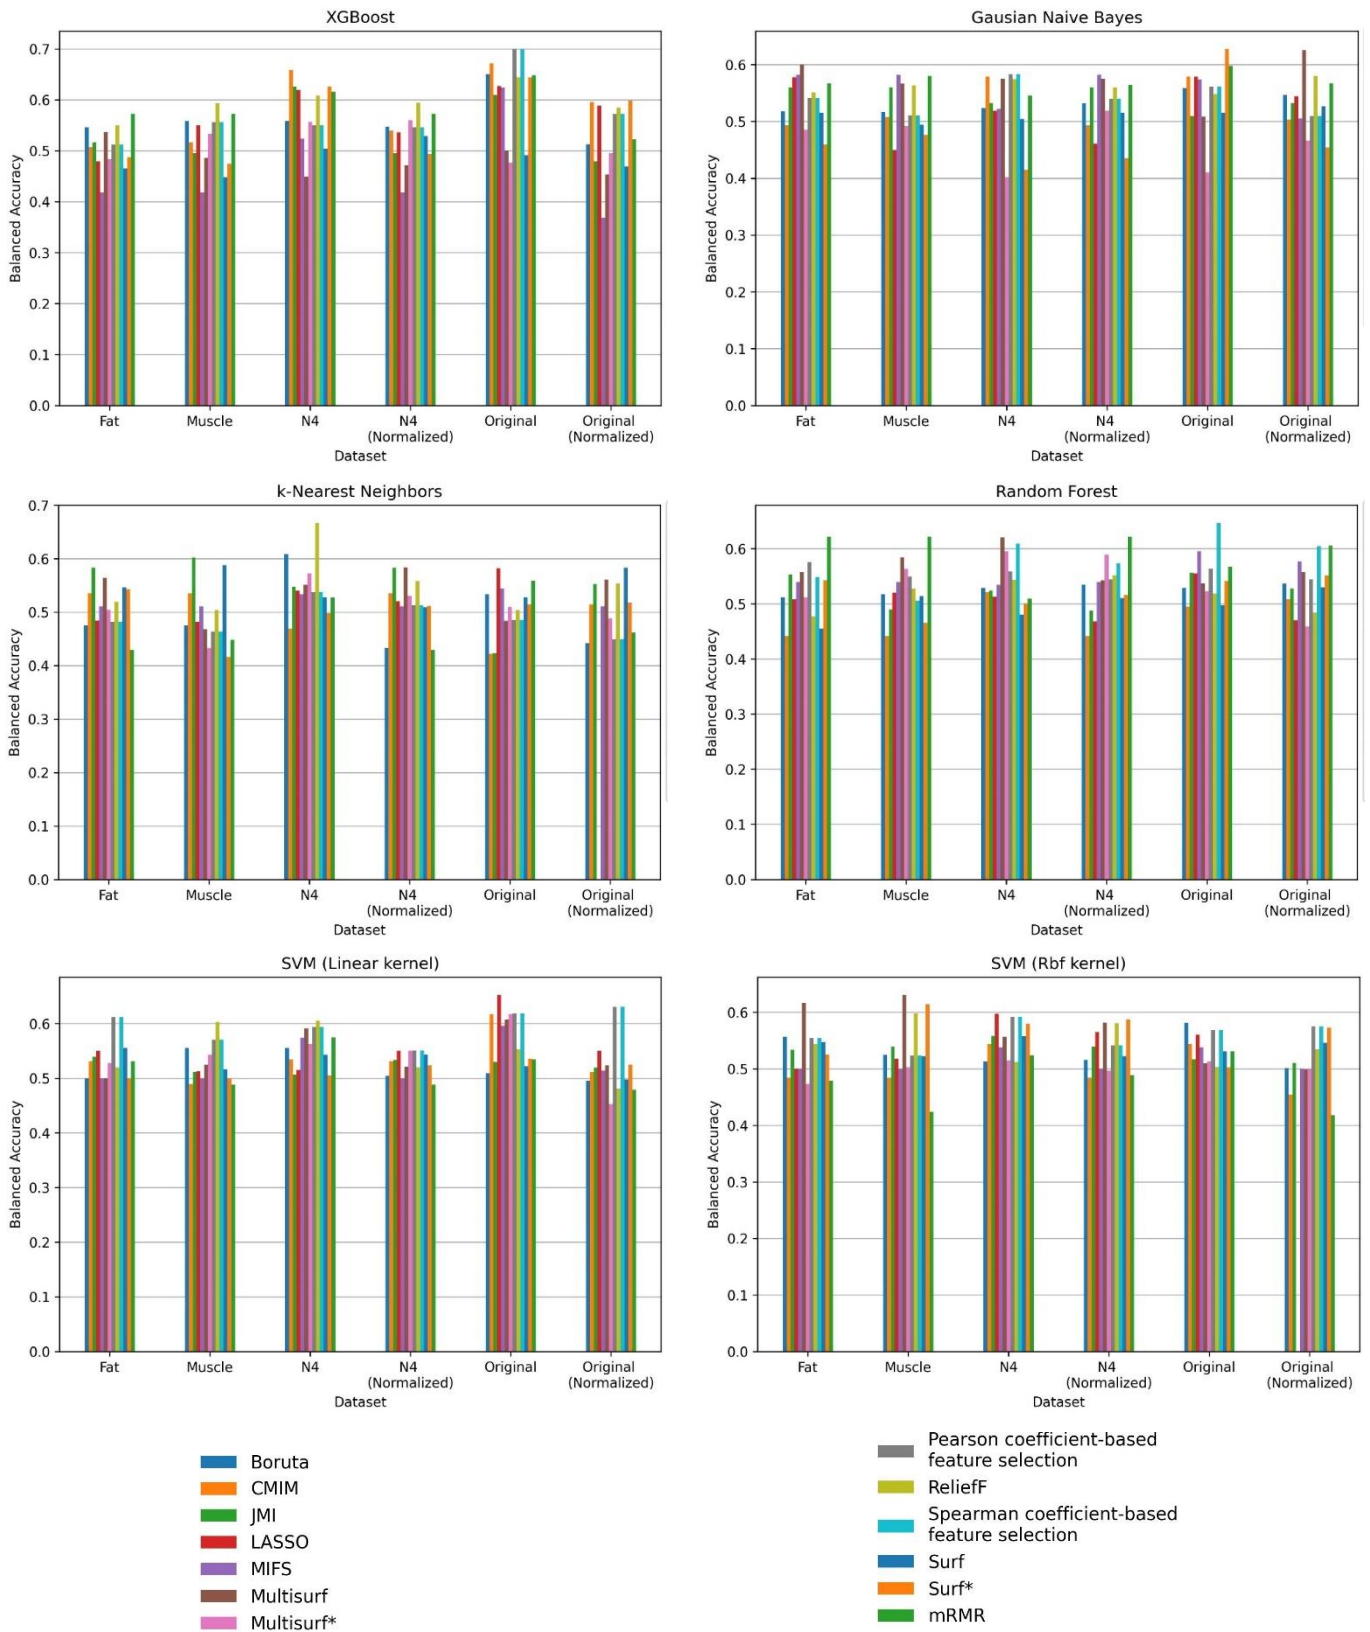 XGBoost
Balanced Accuracy
0.7
0.6
0.5
0.4
0.3
0.2
0.1
0.0
Fat
Muscle
N4
N4
(Normalized)
Original
Original
(Normalized)
Dataset
Gausian Naive Bayes
Balanced Accuracy
0.6
0.5
0.4
0.3
0.2
0.1
0.0
Fat
Muscle
N4
N4
(Normalized)
Original
Original
(Normalized)
Dataset
k-Nearest Neighbors
Balanced Accuracy
0.7
0.6
0.5
0.4
0.3
0.2
0.1
0.0
Fat
Muscle
N4
N4
(Normalized)
Original
Original
(Normalized)
Dataset
Random Forest
Balanced Accuracy
0.6
0.5
0.4
0.3
0.2
0.1
0.0
Fat
Muscle
N4
N4
(Normalized)
Original
Original
(Normalized)
Dataset
SVM (Linear kernel)
Balanced Accuracy
0.6
0.5
0.4
0.3
0.2
0.1
0.0
Fat
Muscle
N4
N4
(Normalized)
Original
Original
(Normalized)
Dataset
SVM (Rbf kernel)
Balanced Accuracy
0.6
0.5
0.4
0.3
0.2
0.1
0.0
Fat
Muscle
N4
N4
(Normalized)
Original
Original
(Normalized)
Dataset
Boruta
CMIM
JMI
LASSO
MIFS
Multisurf
Multisurf*
Pearson coefficient-based
feature selection
ReliefF
Spearman coefficient-based
feature selection
Surf
Surf*
mRMR